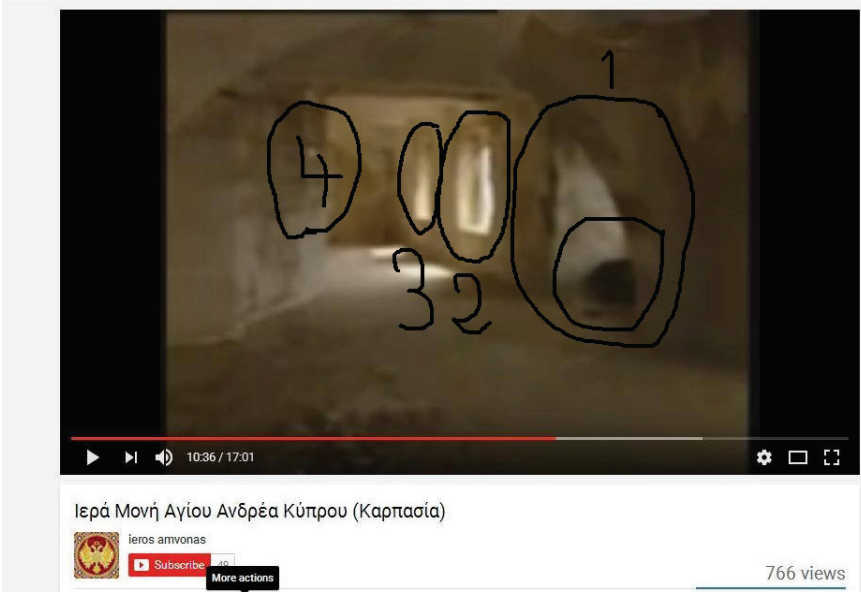 1
4
3 2
10:36 / 17:01
Ιερά Μονή Αγίου Ανδρέα Κύπρου (Καρπασία)
ieros amvonas
Subscribe 49
More actions
766 views